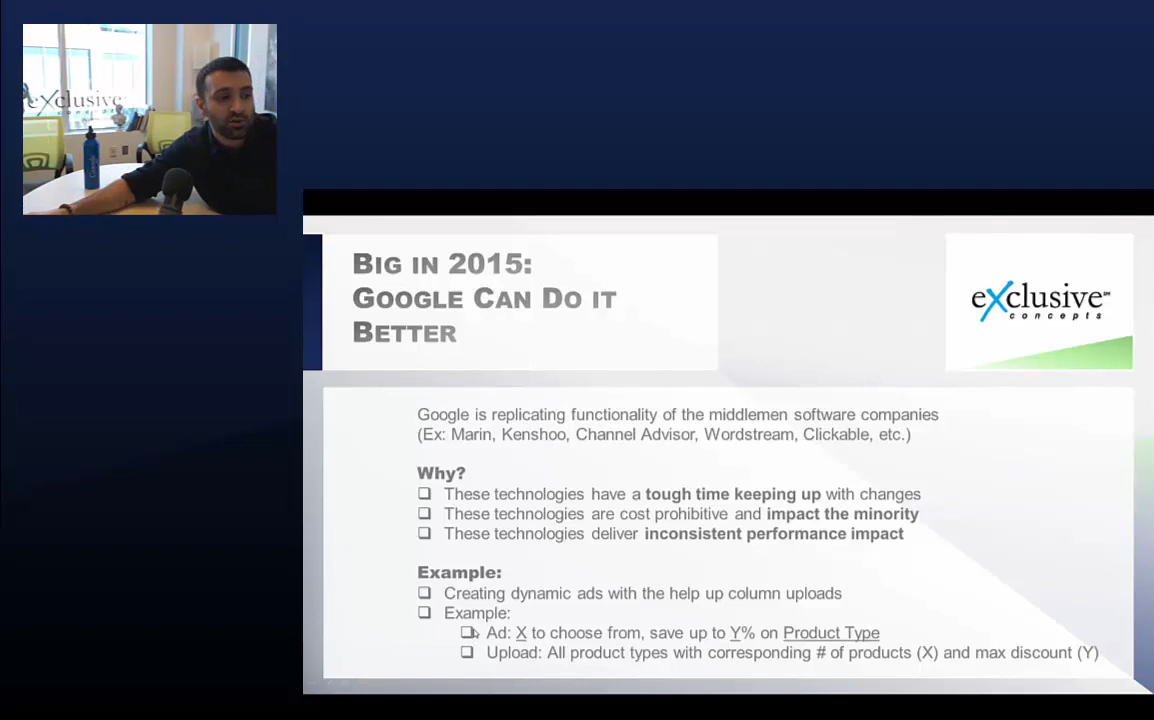 exclusive
Google
BIG IN 2015:
GOOGLE CAN DO IT
BETTER
exclusive SM
concepts
Google is replicating functionality of the middlemen software companies
(Ex: Marin, Kenshoo, Channel Advisor, Wordstream, Clickable, etc.)
Why?
These technologies have a tough time keeping up with changes
These technologies are cost prohibitive and impact the minority
These technologies deliver inconsistent performance impact
Example:
Creating dynamic ads with the help up column uploads
Example:
Ad: X to choose from, save up to Y% on Product Type
Upload: All product types with corresponding # of products (X) and max discount (Y)